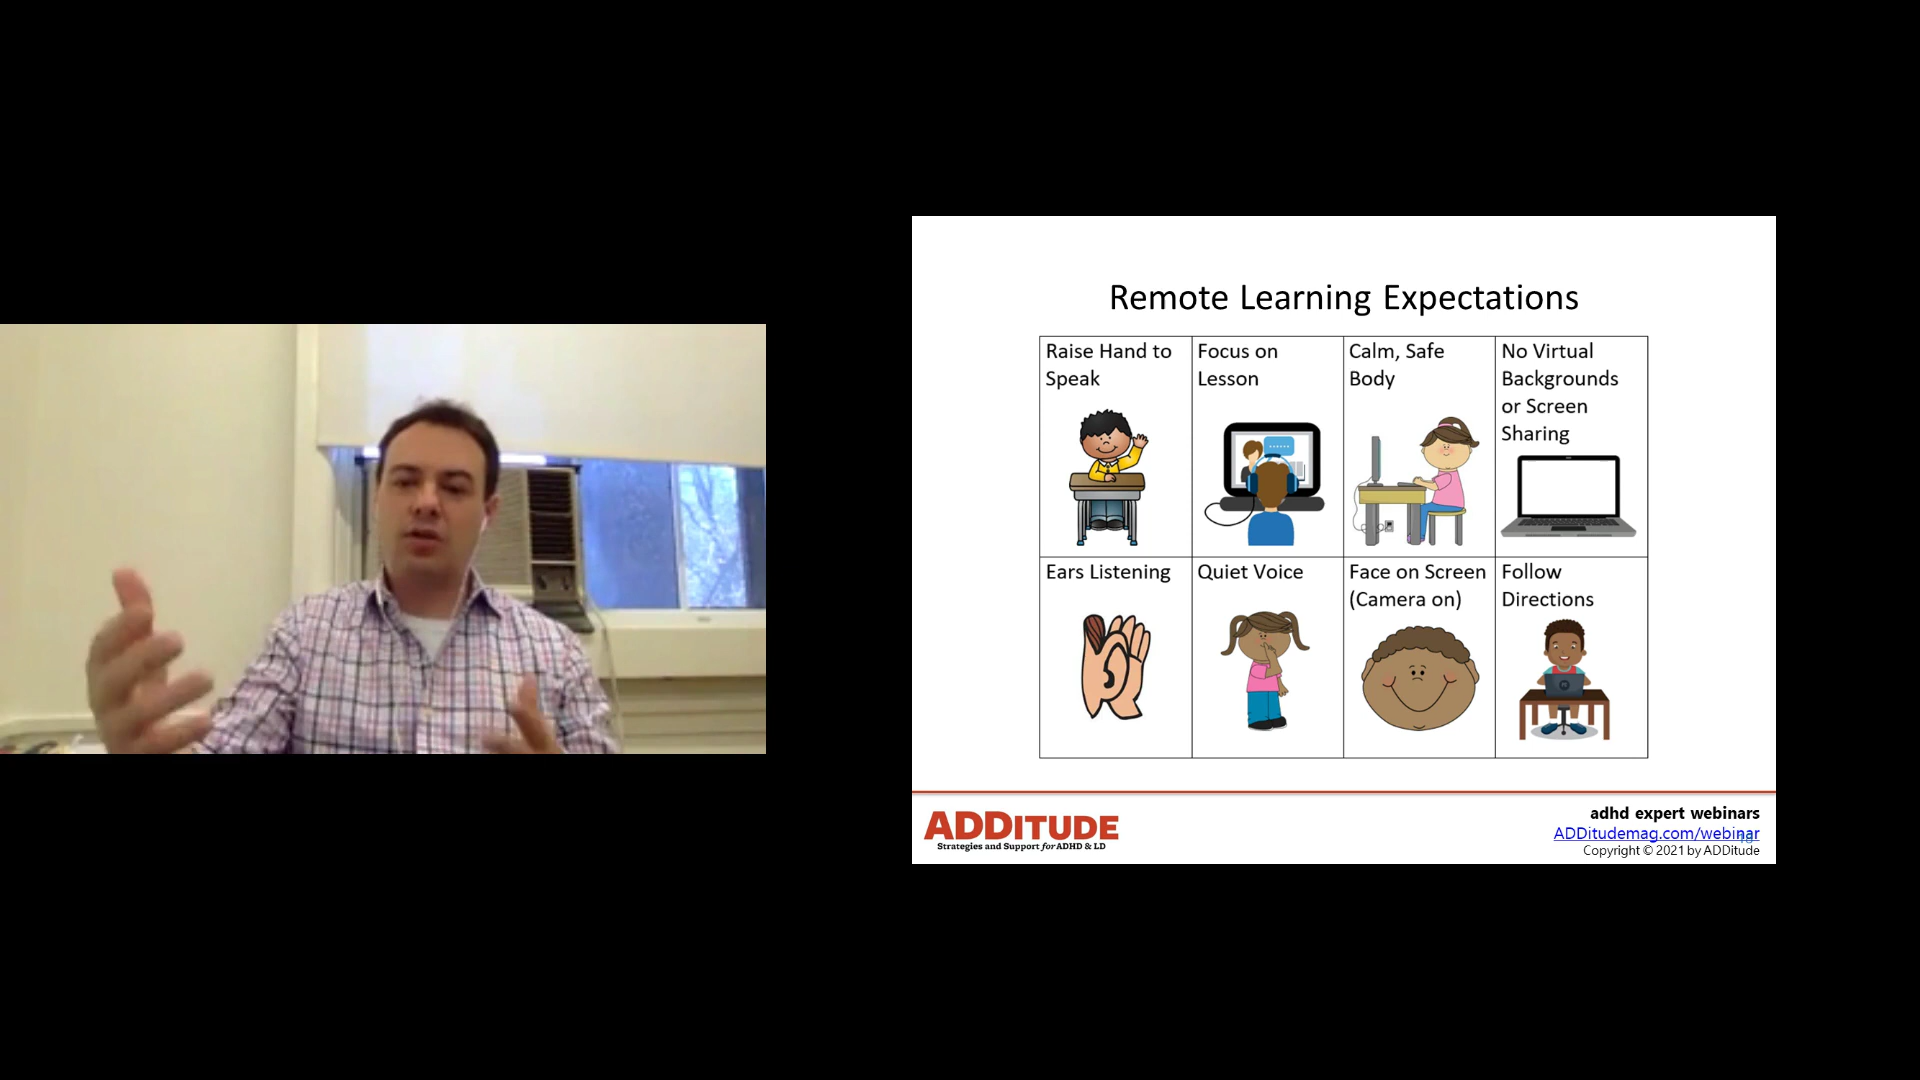 Remote Learning Expectations
Raise Hand to
Speak
Focus on
Lesson
Calm, Safe
Body
No Virtual
Backgrounds
or Screen
Sharing
Ears Listening
Quiet Voice
Face on Screen
(Camera on)
Follow
Directions
ADDITUDE
Strategies and Support for ADHD & LD
adhd expert webinars
ADDitudemag.com/webinar
Copyright © 2021 by ADDitude